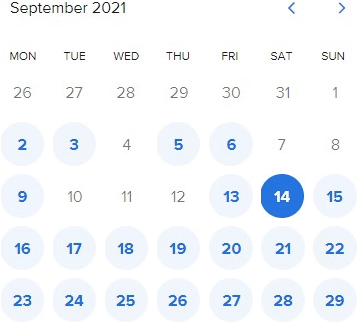 September 2021
MON TUE WED THU FRI SAT SUN
26 27 28 29 30 31 1
2 3 4 5 6 7 8
9 10 11 12 13 14 15
16 17 18 19 20 21 22
23 24 25 26 27 28 29